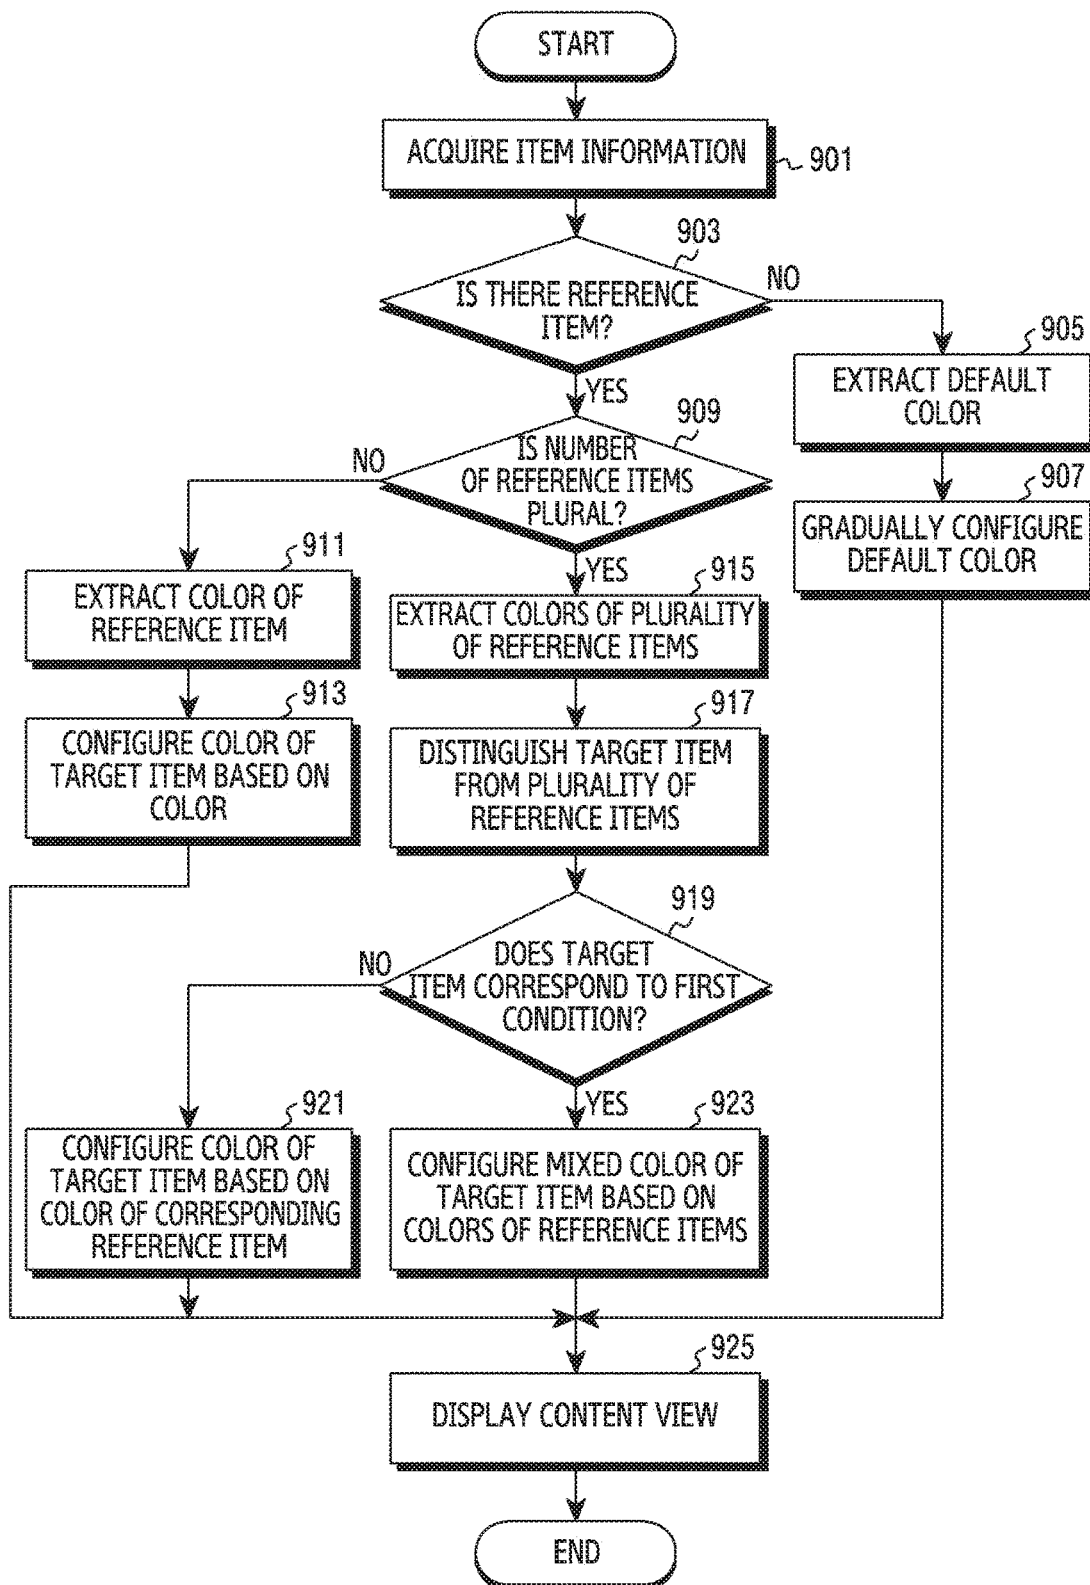 START
ACQUIRE ITEM INFORMATION
901
903
IS THERE REFERENCE
ITEM?
NO
YES
905
EXTRACT DEFAULT
COLOR
907
GRADUALLY CONFIGURE
DEFAULT COLOR
909
IS NUMBER
OF REFERENCE ITEMS
PLURAL?
NO
YES
911
EXTRACT COLOR OF
REFERENCE ITEM
913
CONFIGURE COLOR OF
TARGET ITEM BASED ON
COLOR
915
EXTRACT COLORS OF PLURALITY
OF REFERENCE ITEMS
917
DISTINGUISH TARGET ITEM
FROM PLURALITY OF
REFERENCE ITEMS
919
DOES TARGET
ITEM CORRESPOND TO FIRST
CONDITION?
NO
YES
921
CONFIGURE COLOR OF
TARGET ITEM BASED ON
COLOR OF CORRESPONDING
REFERENCE ITEM
923
CONFIGURE MIXED COLOR OF
TARGET ITEM BASED ON
COLORS OF REFERENCE ITEMS
925
DISPLAY CONTENT VIEW
END